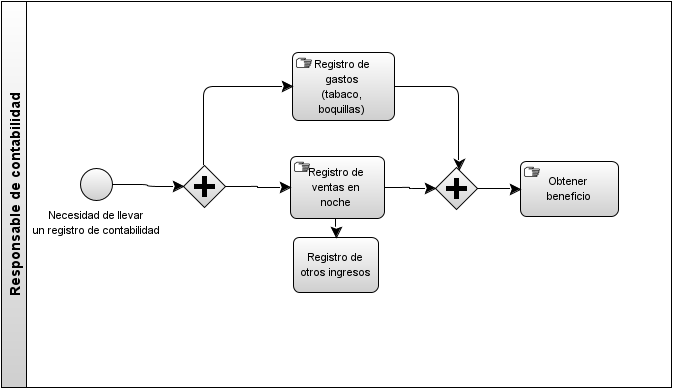 Responsable de contabilidad
Registro de
gastos
(tabaco,
boquillas)
Registro de
ventas en
noche
Obtener
beneficio
Necesidad de llevar
un registro de contabilidad
Registro de
otros ingresos